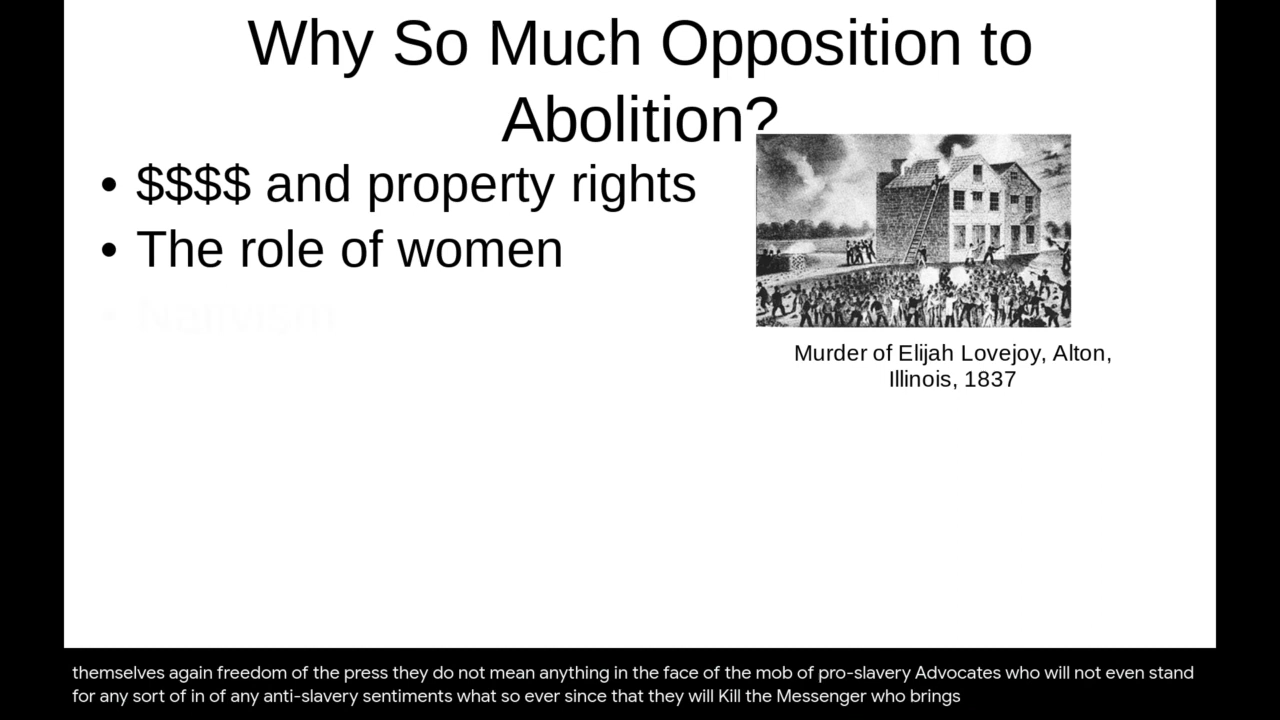 Why So Much Opposition to
Abolition?
• $$$$ and property rights
• The role of women
• Nativism
Murder of Elijah Lovejoy, Alton,
Illinois, 1837
themselves again freedom of the press they do not mean anything in the face of the mob of pro-slavery Advocates who will not even stand
for any sort of in of any anti-slavery sentiments what so ever since that they will Kill the Messenger who brings